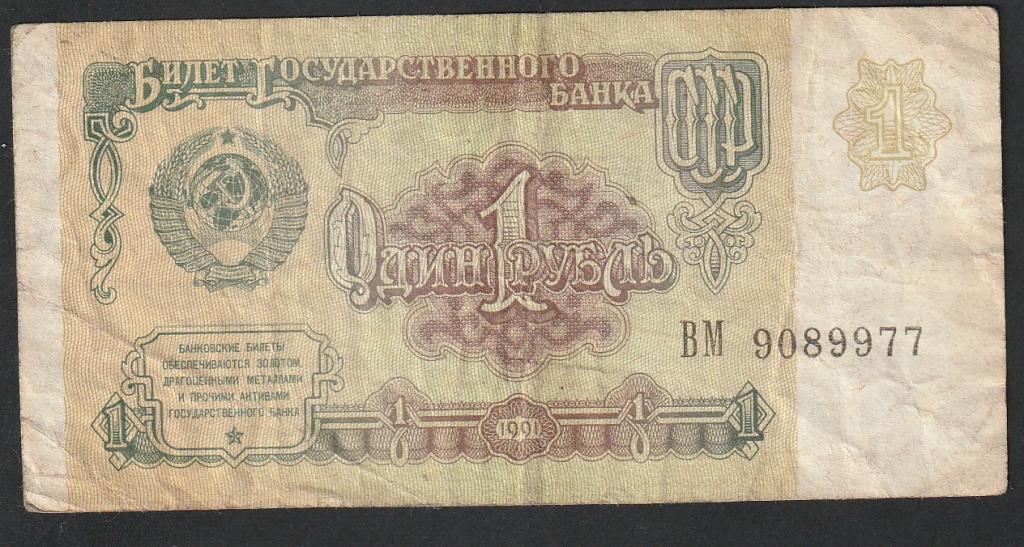 Билет Государственного
Банка
СССР
1
1
Один рубль
ВМ 9089977
БАНКОВСКИЕ БИЛЕТЫ
ОБЕСПЕЧИВАЮТСЯ ЗОЛОТОМ,
ДРАГОЦЕННЫМИ МЕТАЛЛАМИ
И ПРОЧИМИ АКТИВАМИ
ГОСУДАРСТВЕННОГО БАНКА
1 1 1991 1 1